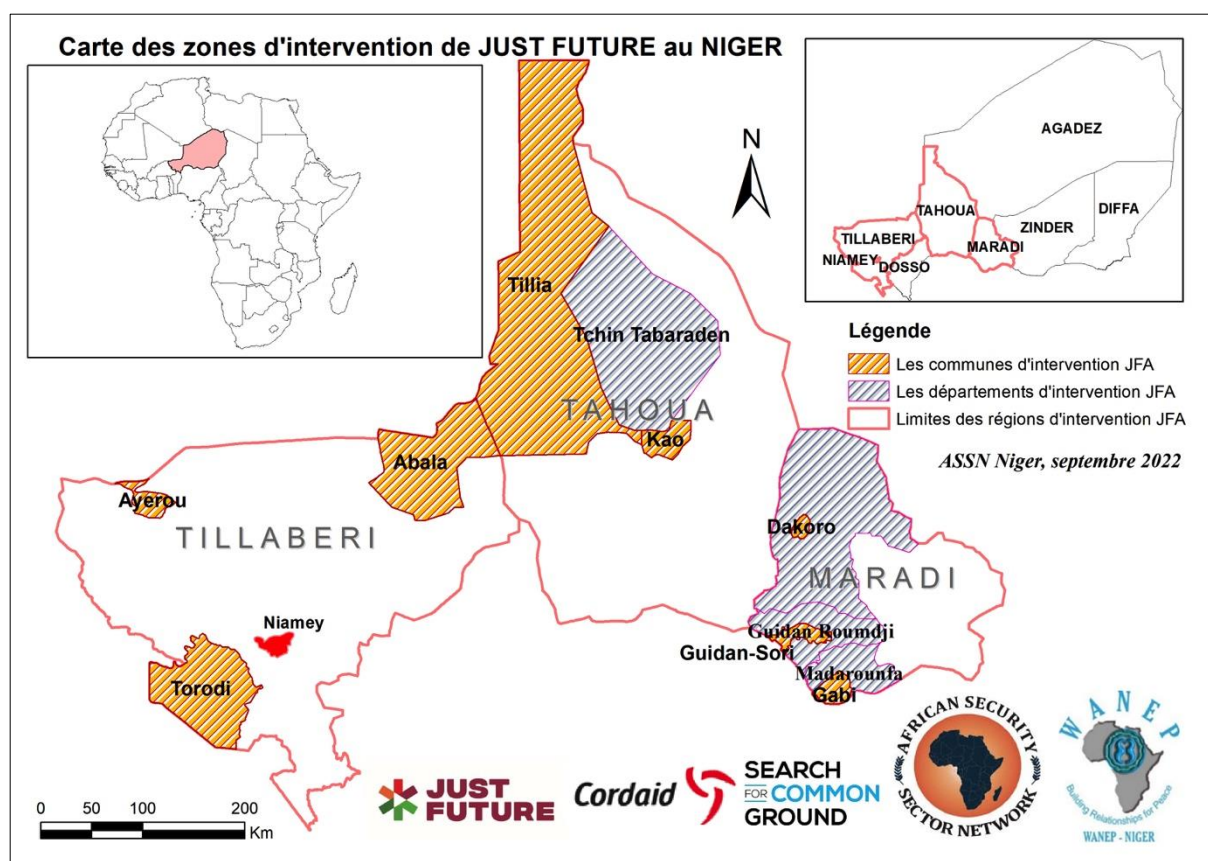 Carte des zones d'intervention de JUST FUTURE au NIGER
N
AGADEZ
TAHOUA
DIFFA
ZINDER
TILLABERI
MARADI
NIAMEY
DOSSO
Légende
Les communes d'intervention JFA
Les départements d'intervention JFA
Limites des régions d'intervention JFA
ASSN Niger, septembre 2022
Tillia
Tchin Tabaraden
TAHOUA
Kao
Abala
Ayerou
TILLABERI
Dakoro
MARADI
Niamey
Guidan Roumdji
Guidan-Sori
Madarounfa
Gabi
Torodi
0 50 100 200
Km
JUST
FUTURE
Cordaid
SEARCH
FOR COMMON
GROUND
AFRICAN SECURITY
SECTOR NETWORK
WANEP
Building Relationships for Peace
WANEP - NIGER